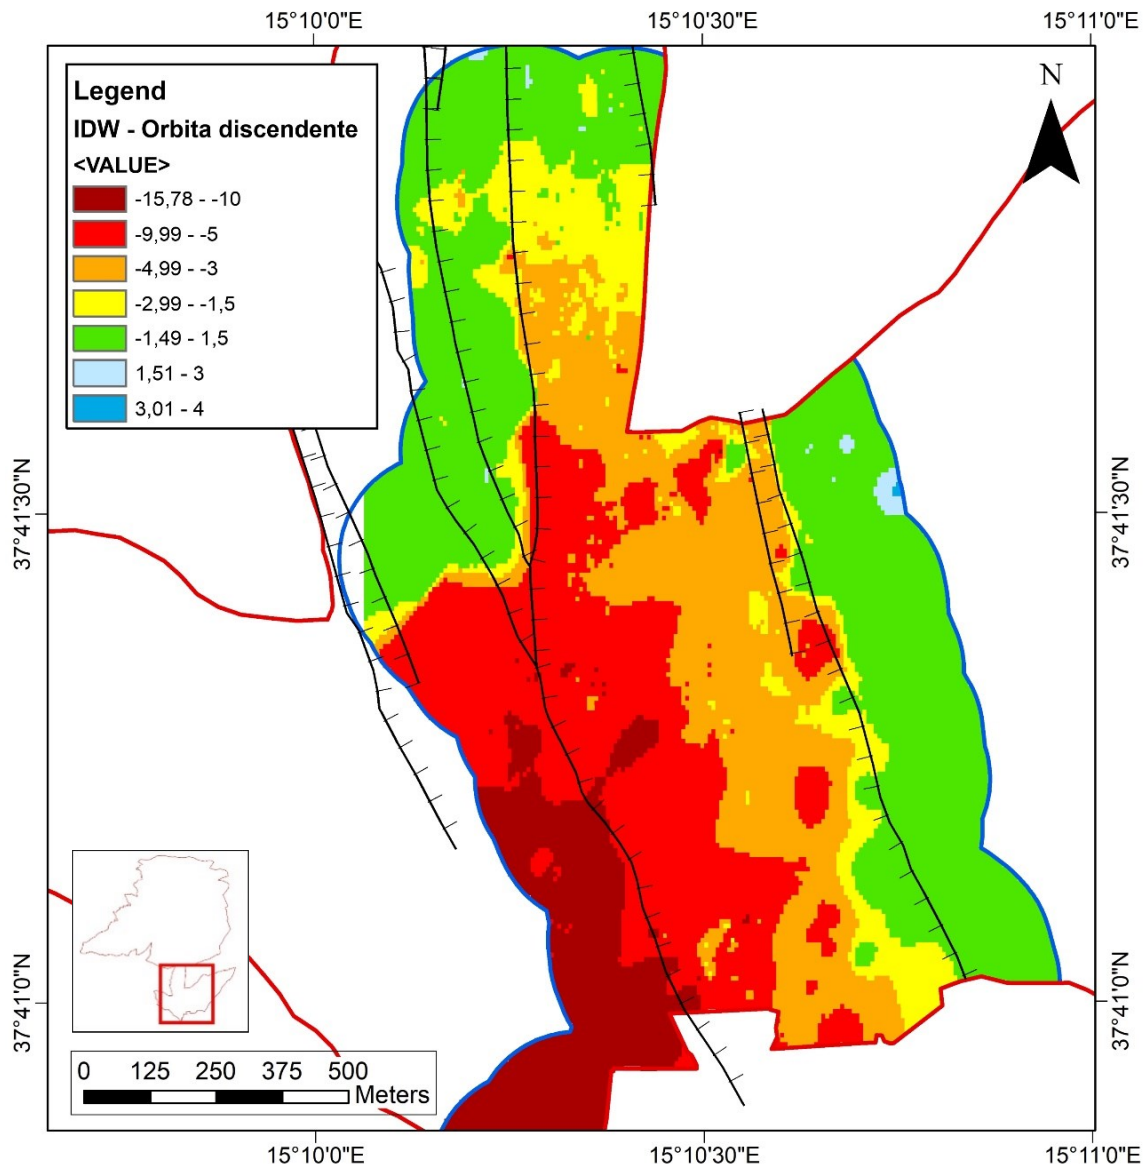 15°10'0"E 15°10'30"E 15°11'0"E
Legend
IDW - Orbita discendente
<VALUE>
-15,78 - -10
-9,99 - -5
-4,99 - -3
-2,99 - -1,5
-1,49 - 1,5
1,51 - 3
3,01 - 4
N
37°41'30"N 37°41'30"N
37°41'0"N 37°41'0"N
0 125 250 375 500
Meters
15°10'0"E 15°10'30"E 15°11'0"E